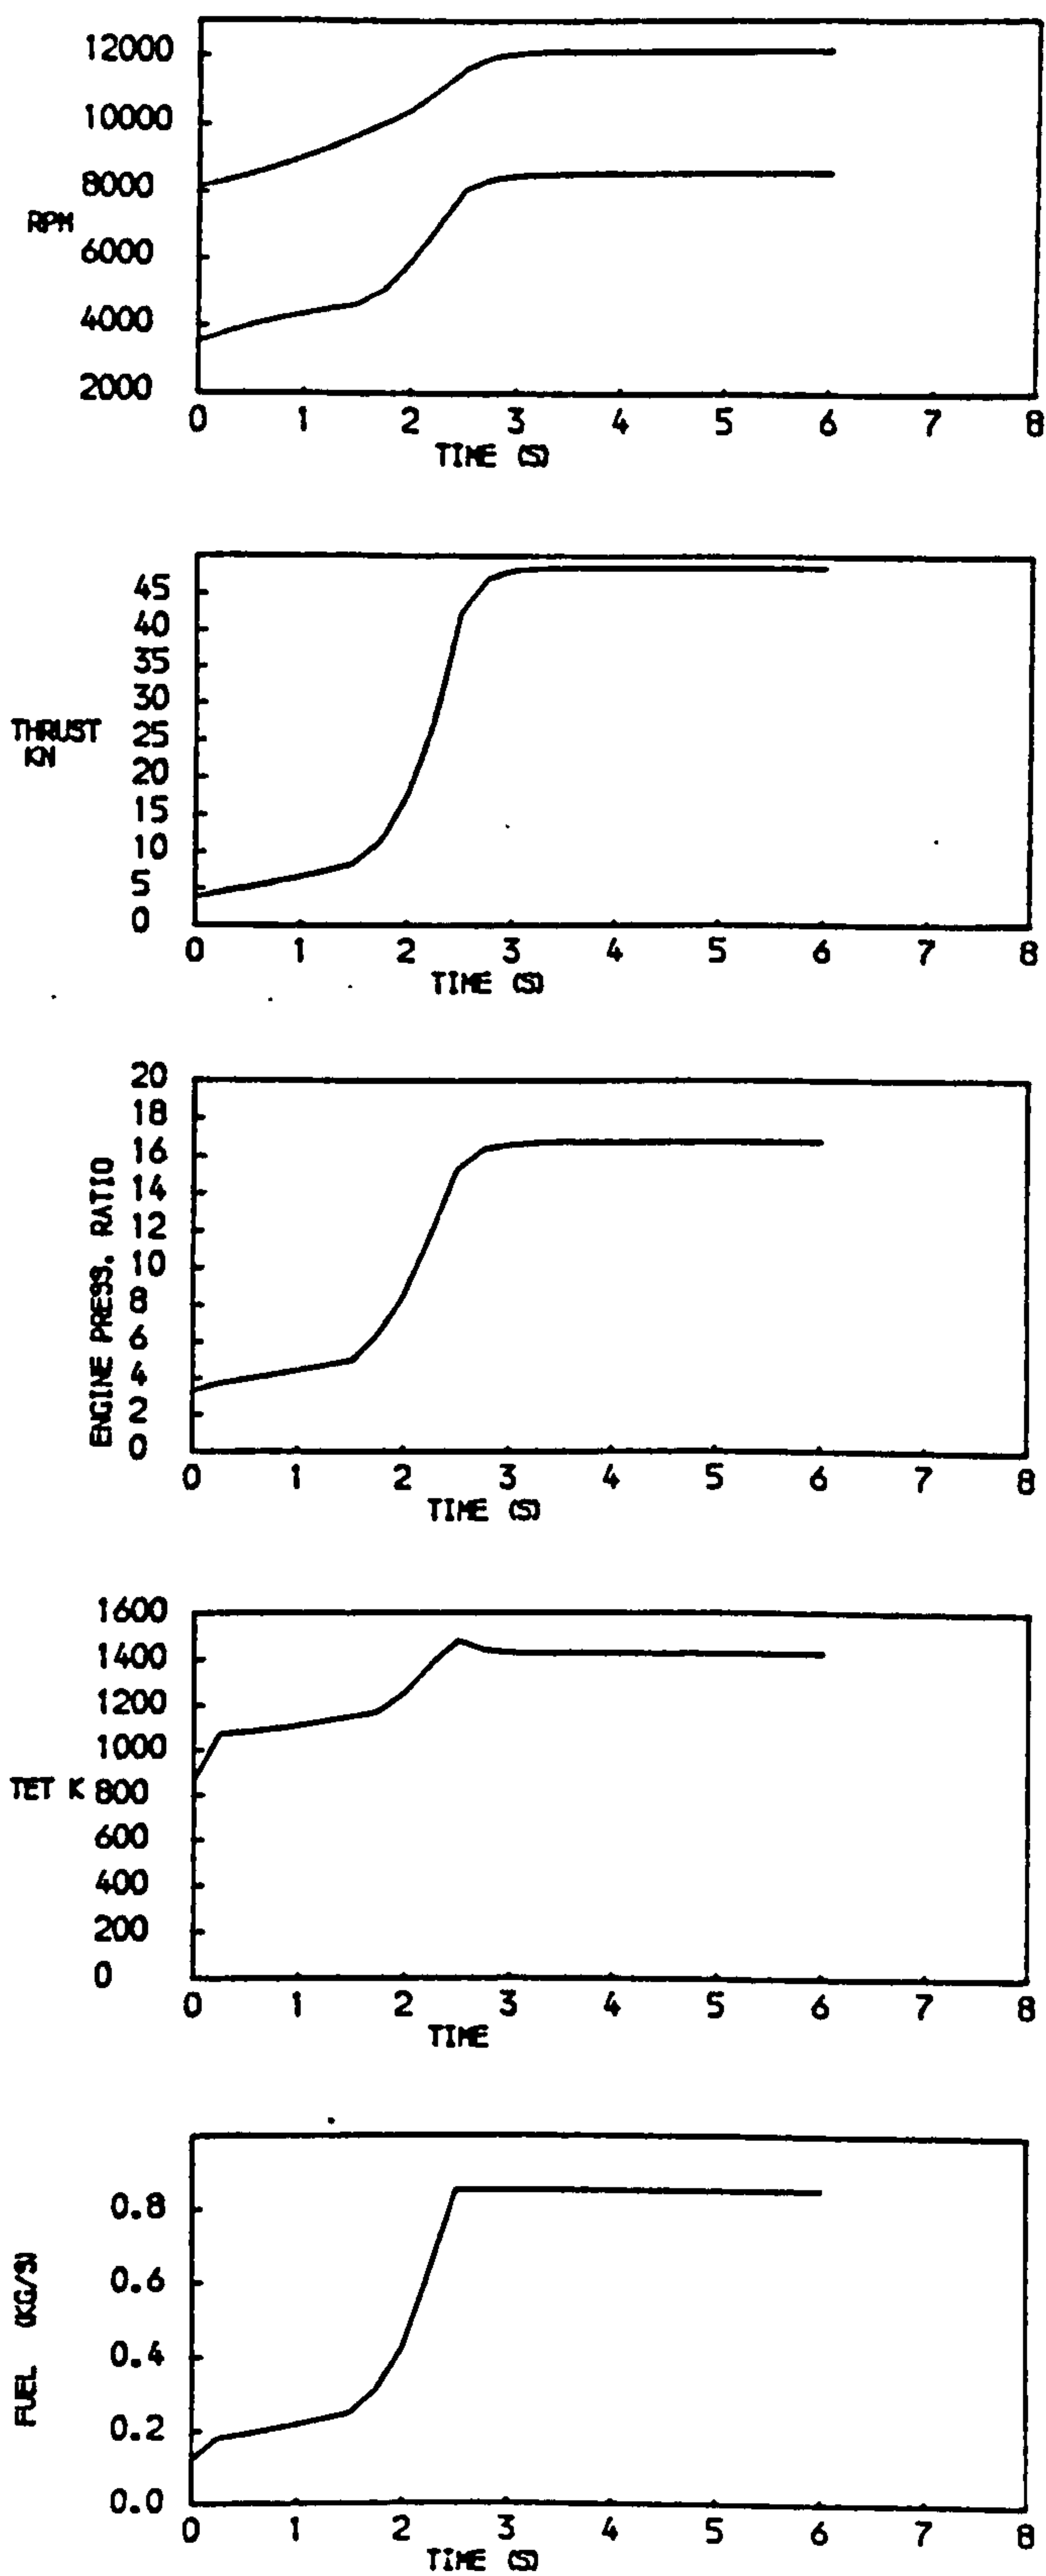 12000
10000
8000
RPM
6000
4000
2000
0 1 2 3 4 5 6 7 8
TIME (S)
45
40
35
30
THRUST 25
KN
20
15
10
5
0
0 1 2 3 4 5 6 7 8
TIME (S)
ENGINE PRESS. RATIO
20
18
16
14
12
10
8
6
4
2
0
0 1 2 3 4 5 6 7 8
TIME (S)
1600
1400
1200
1000
TET K 800
600
400
200
0
0 1 2 3 4 5 6 7 8
TIME
FUEL (KG/S)
0.8
0.6
0.4
0.2
0.0
0 1 2 3 4 5 6 7 8
TIME (S)